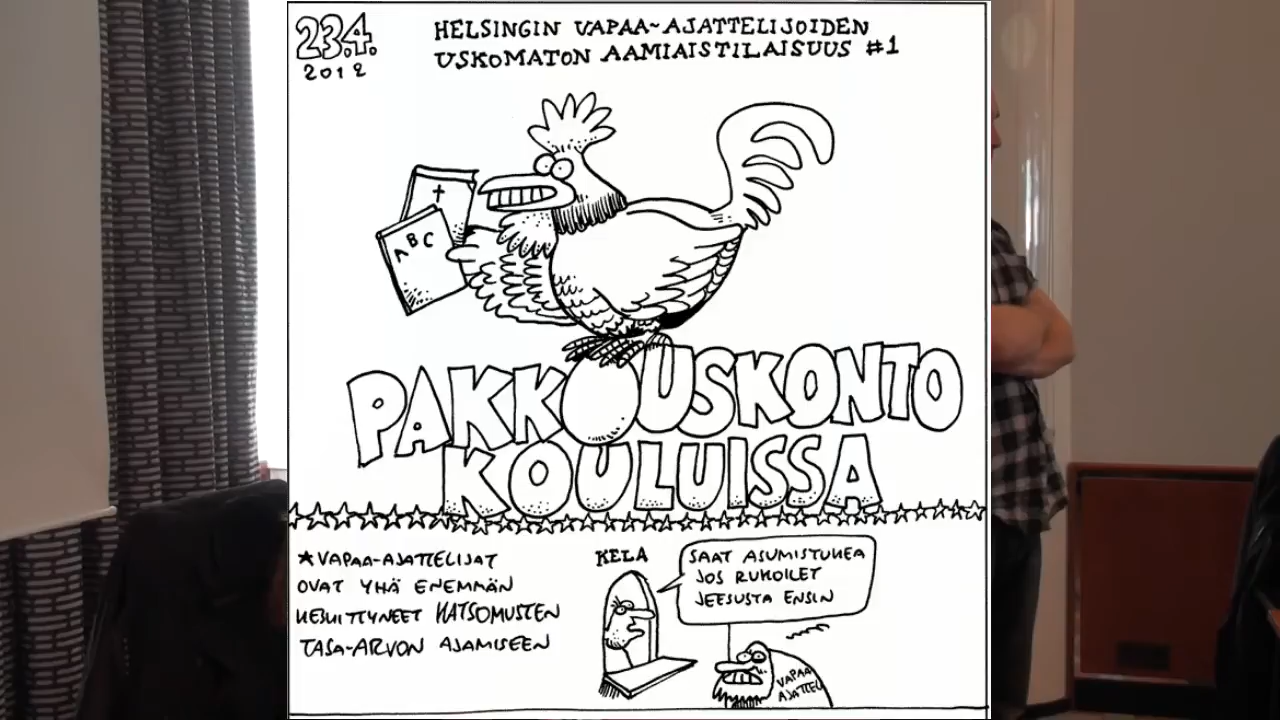 23.4.
2012
HELSINGIN VAPAA-AJATTELIJOIDEN
USKOMATON AAMIAISTILAISUUS #1
ABC
PAKKOUSKONTO
KOULUISSA
*VAPAA-AJATTELIJAT
OVAT YHÄ ENEMMÄN
KESKITTYNEET KATSOMUSTEN
TASA-ARVON AJAMISEEN
KELA
SAAT ASUMISTUKEA
JOS RUKOILET
JEESUSTA ENSIN
VAPAA
AJATTELI